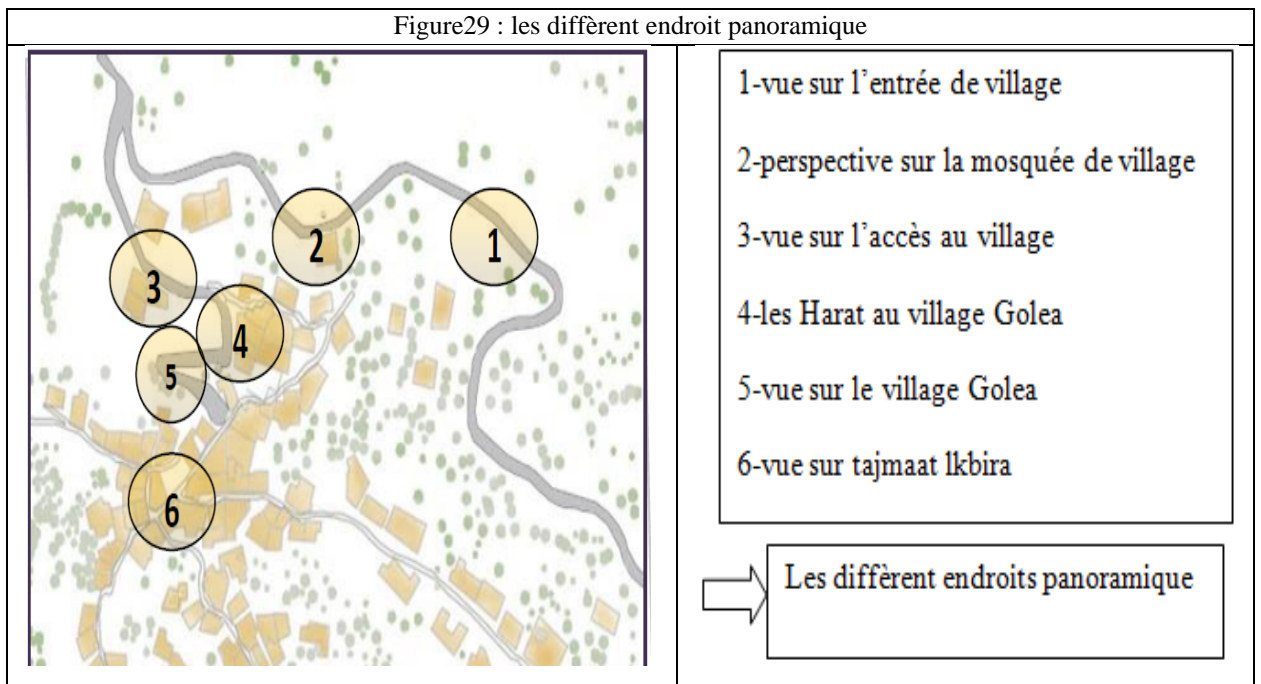 Figure29 : les diffèrent endroit panoramique
1
2
3
4
5
6
1-vue sur l’entrée de village
2-perspective sur la mosquée de village
3-vue sur l’accès au village
4-les Harat au village Golea
5-vue sur le village Golea
6-vue sur tajmaat lkbira
Les diffèrent endroits panoramique